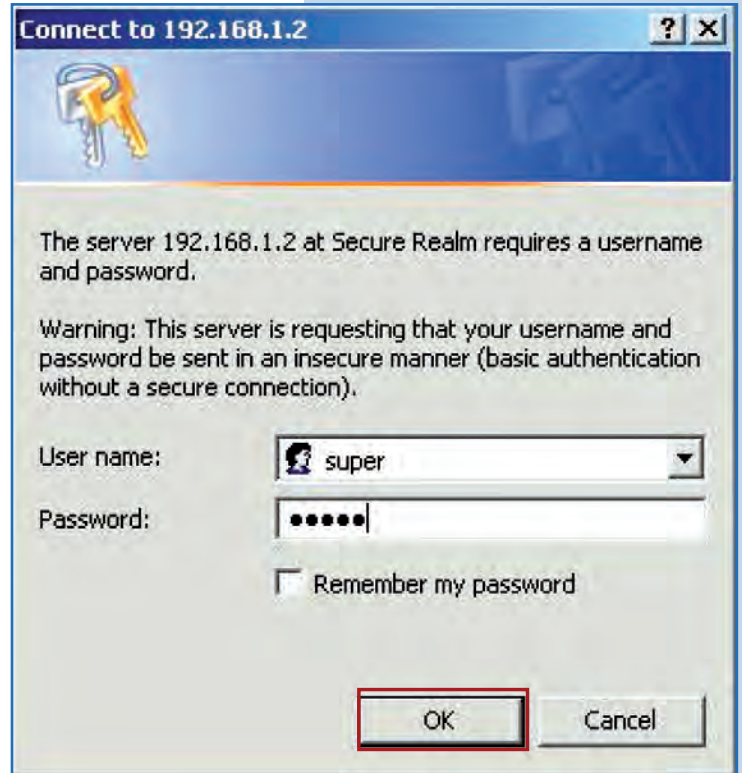 Connect to 192.168.1.2
The server 192.168.1.2 at Secure Realm requires a username
and password.
Warning: This server is requesting that your username and
password be sent in an insecure manner (basic authentication
without a secure connection).
User name:
super
Password:
●●●●●
Remember my password
OK
Cancel